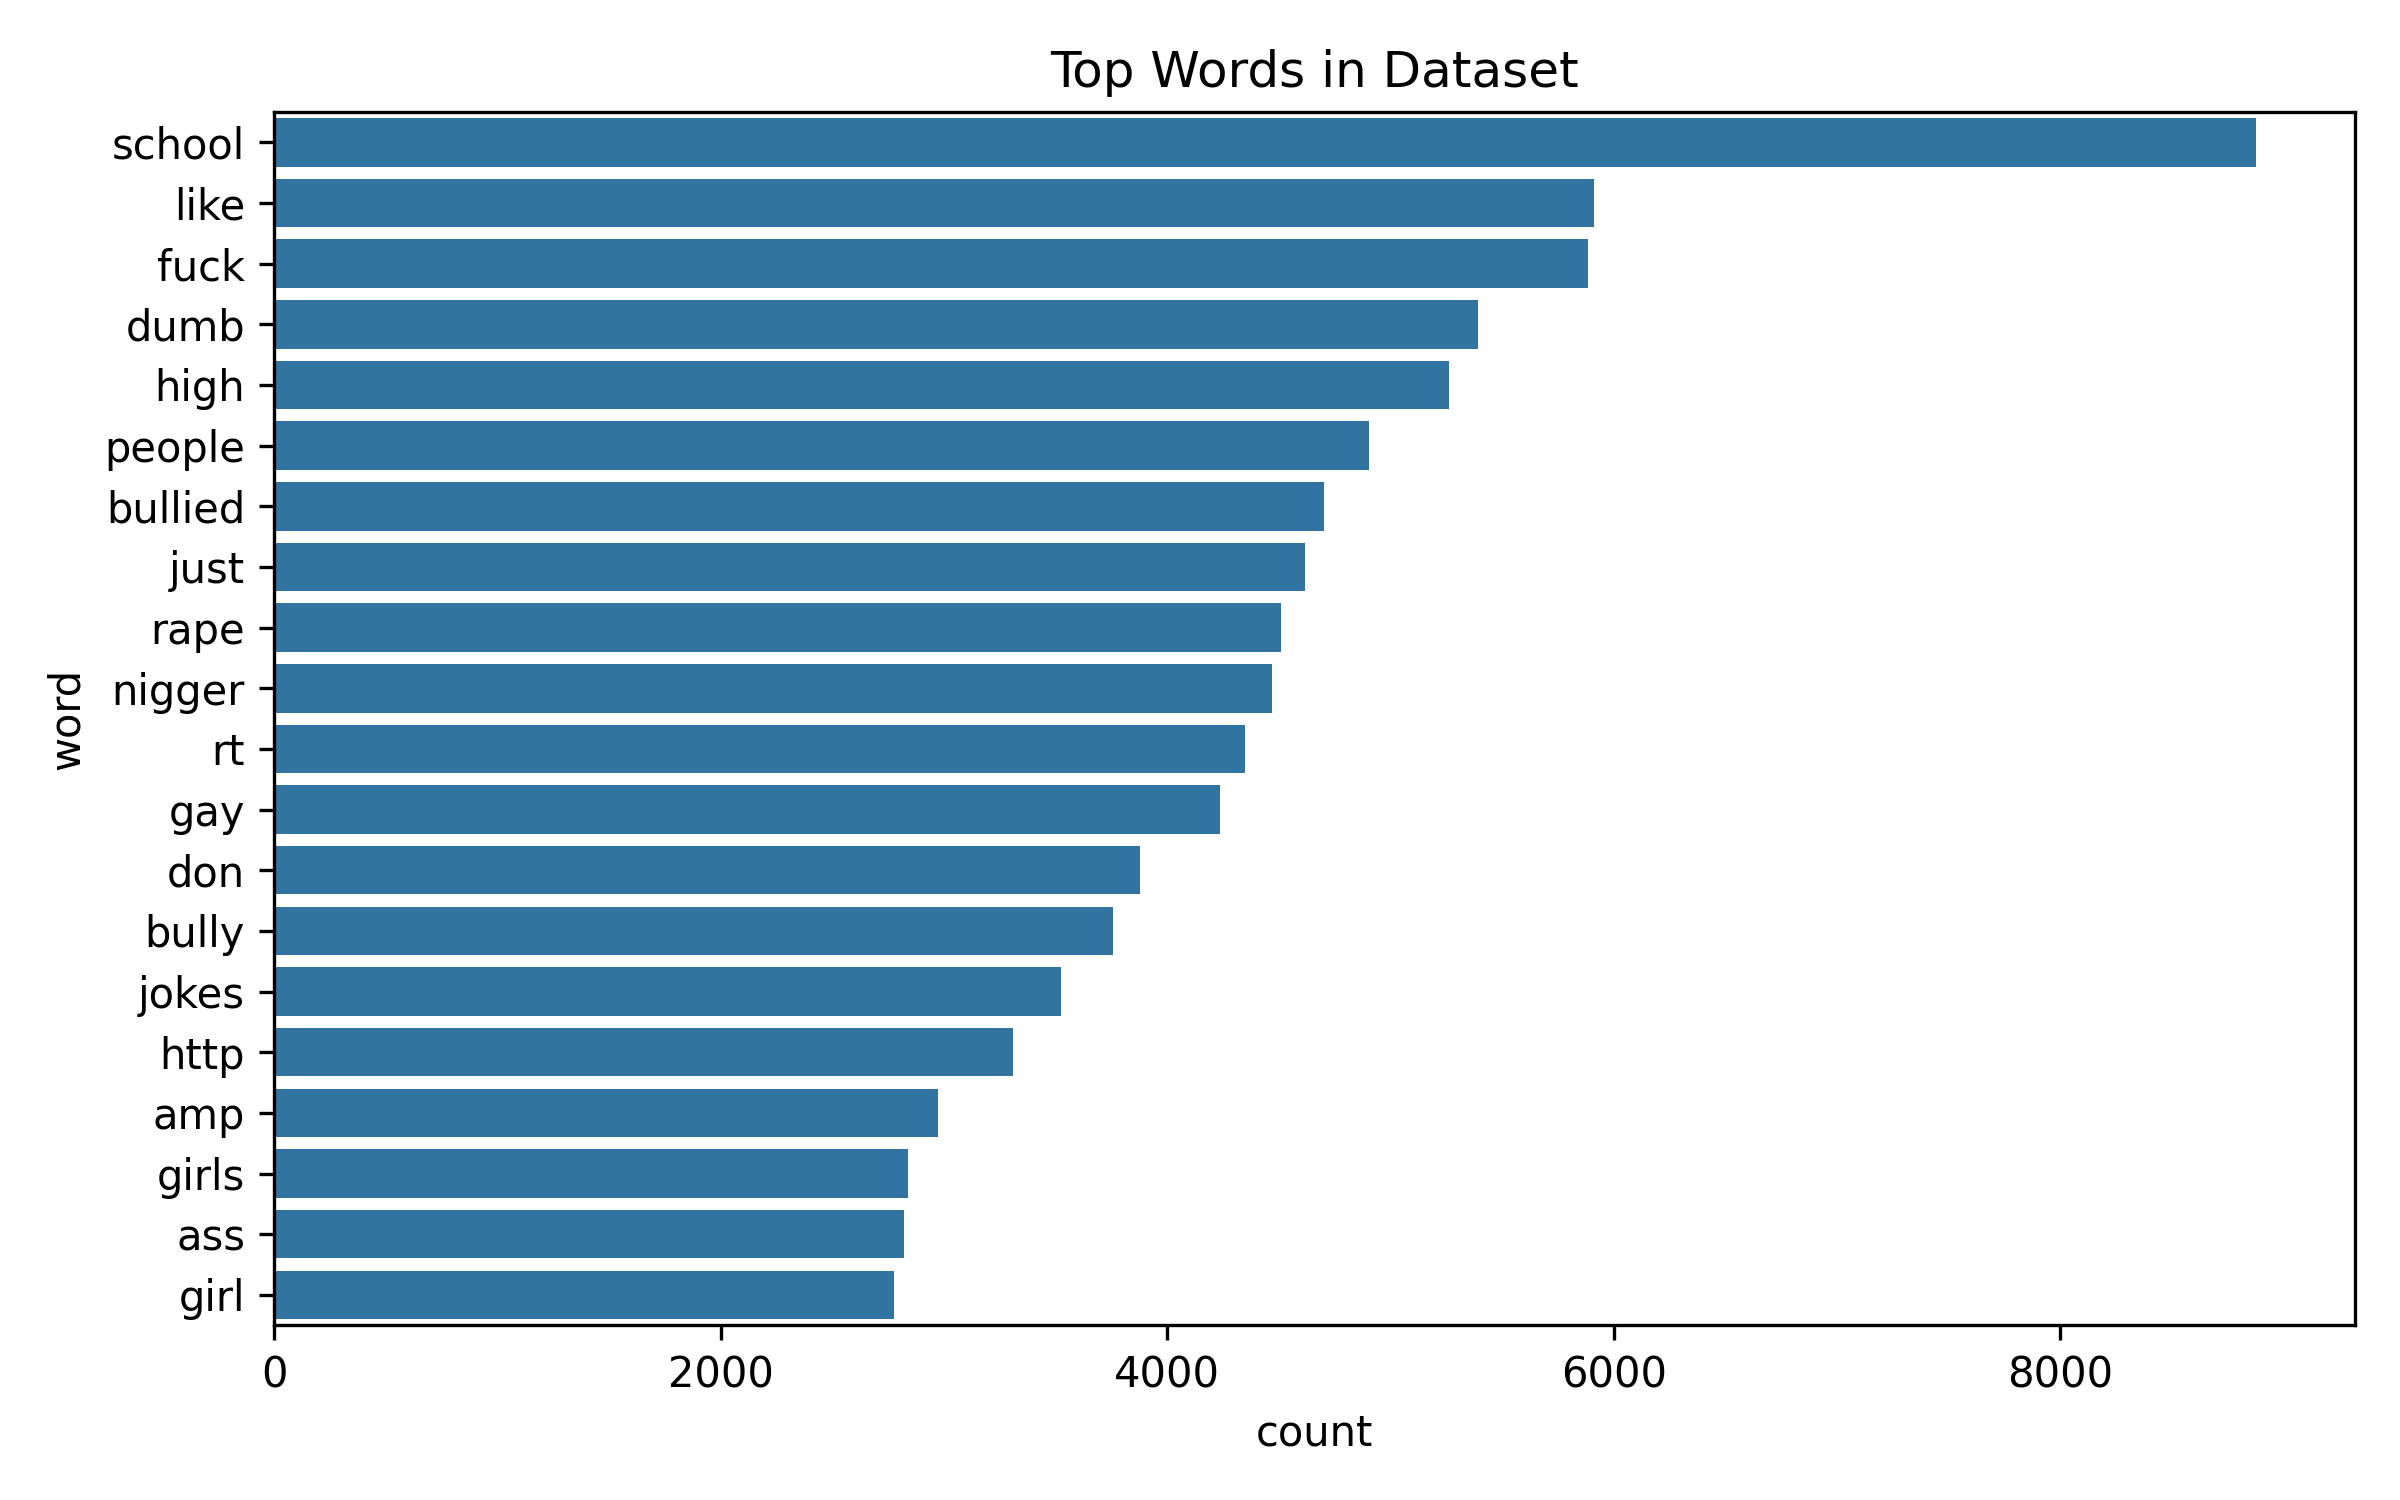 Top Words in Dataset
school
like
fuck
dumb
high
people
bullied
just
rape
nigger
rt
gay
don
bully
jokes
http
amp
girls
ass
girl
word
0 2000 4000 6000 8000
count